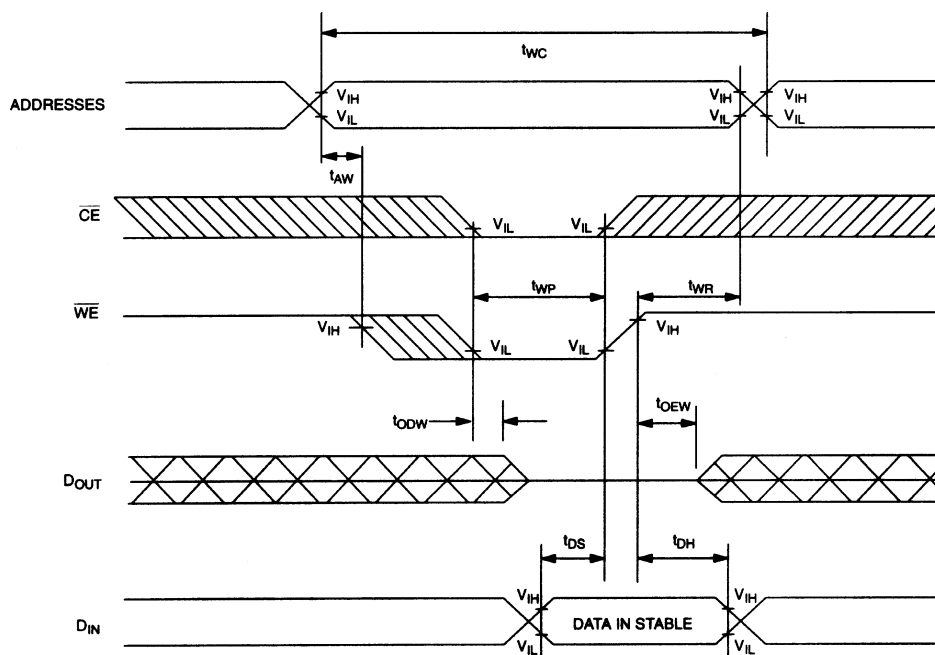 tWC
ADDRESSES
VIH VIH VIH
VIL VIL VIL
tAW
CE
VIL VIL
tWP tWR
WE
VIH VIH
VIL VIL
tODW tOEW
DOUT
tDS tDH
VIH VIH
DIN DATA IN STABLE
VIL VIL